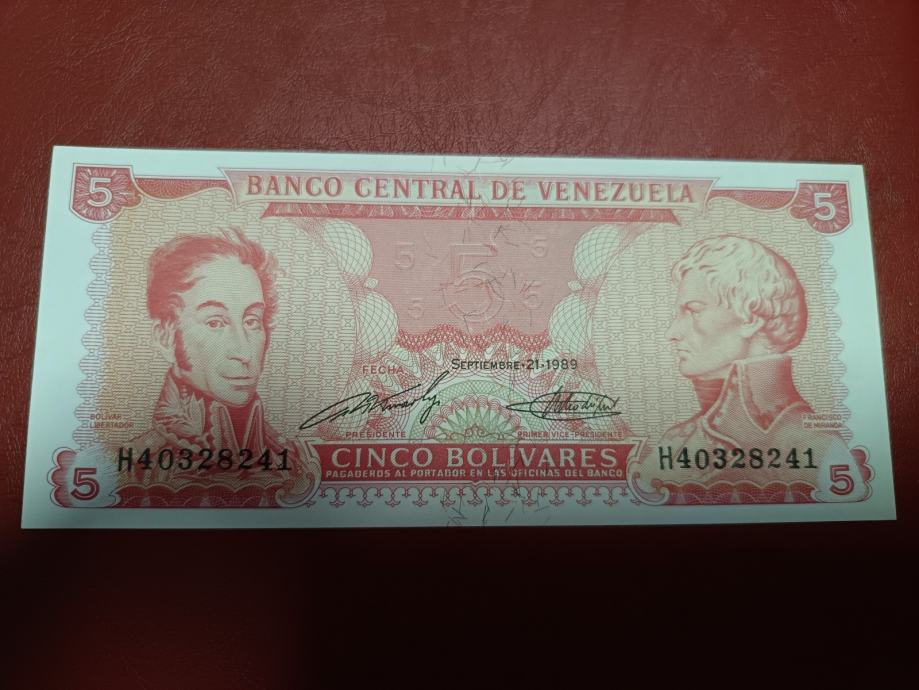 5
BANCO CENTRAL DE VENEZUELA
5
5
5
5
5
5
FECHA
SEPTIEMBRE-21-1989
PRESIDENTE
PRIMER VICE-PRESIDENTE
BOLIVAR
LIBERTADOR
FRANCISCO
DE MIRANDA
H40328241
CINCO BOLÍVARES
H40328241
PAGADEROS AL PORTADOR EN LAS OFICINAS DEL BANCO
5
5